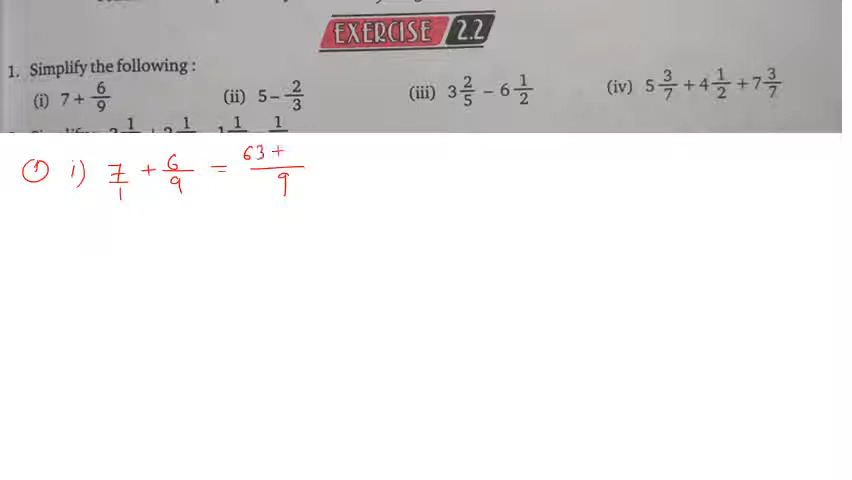 EXERCISE 2.2
1. Simplify the following :
(i) 7 + 6/9 (ii) 5 – 2/3 (iii) 3 2/5 – 6 1/2 (iv) 5 3/7 + 4 1/2 + 7 3/7
① i) 7/1 + 6/9 = 63 + /9